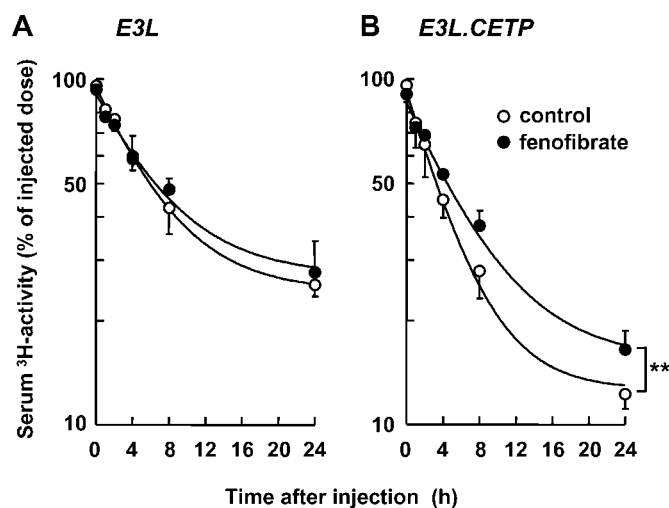 A E3L
B E3L.CETP
Serum ³H-activity (% of injected dose)
100
50
10
0 4 8 12 16 20 24
100
50
10
0 4 8 12 16 20 24
control
fenofibrate
**
Time after injection (h)